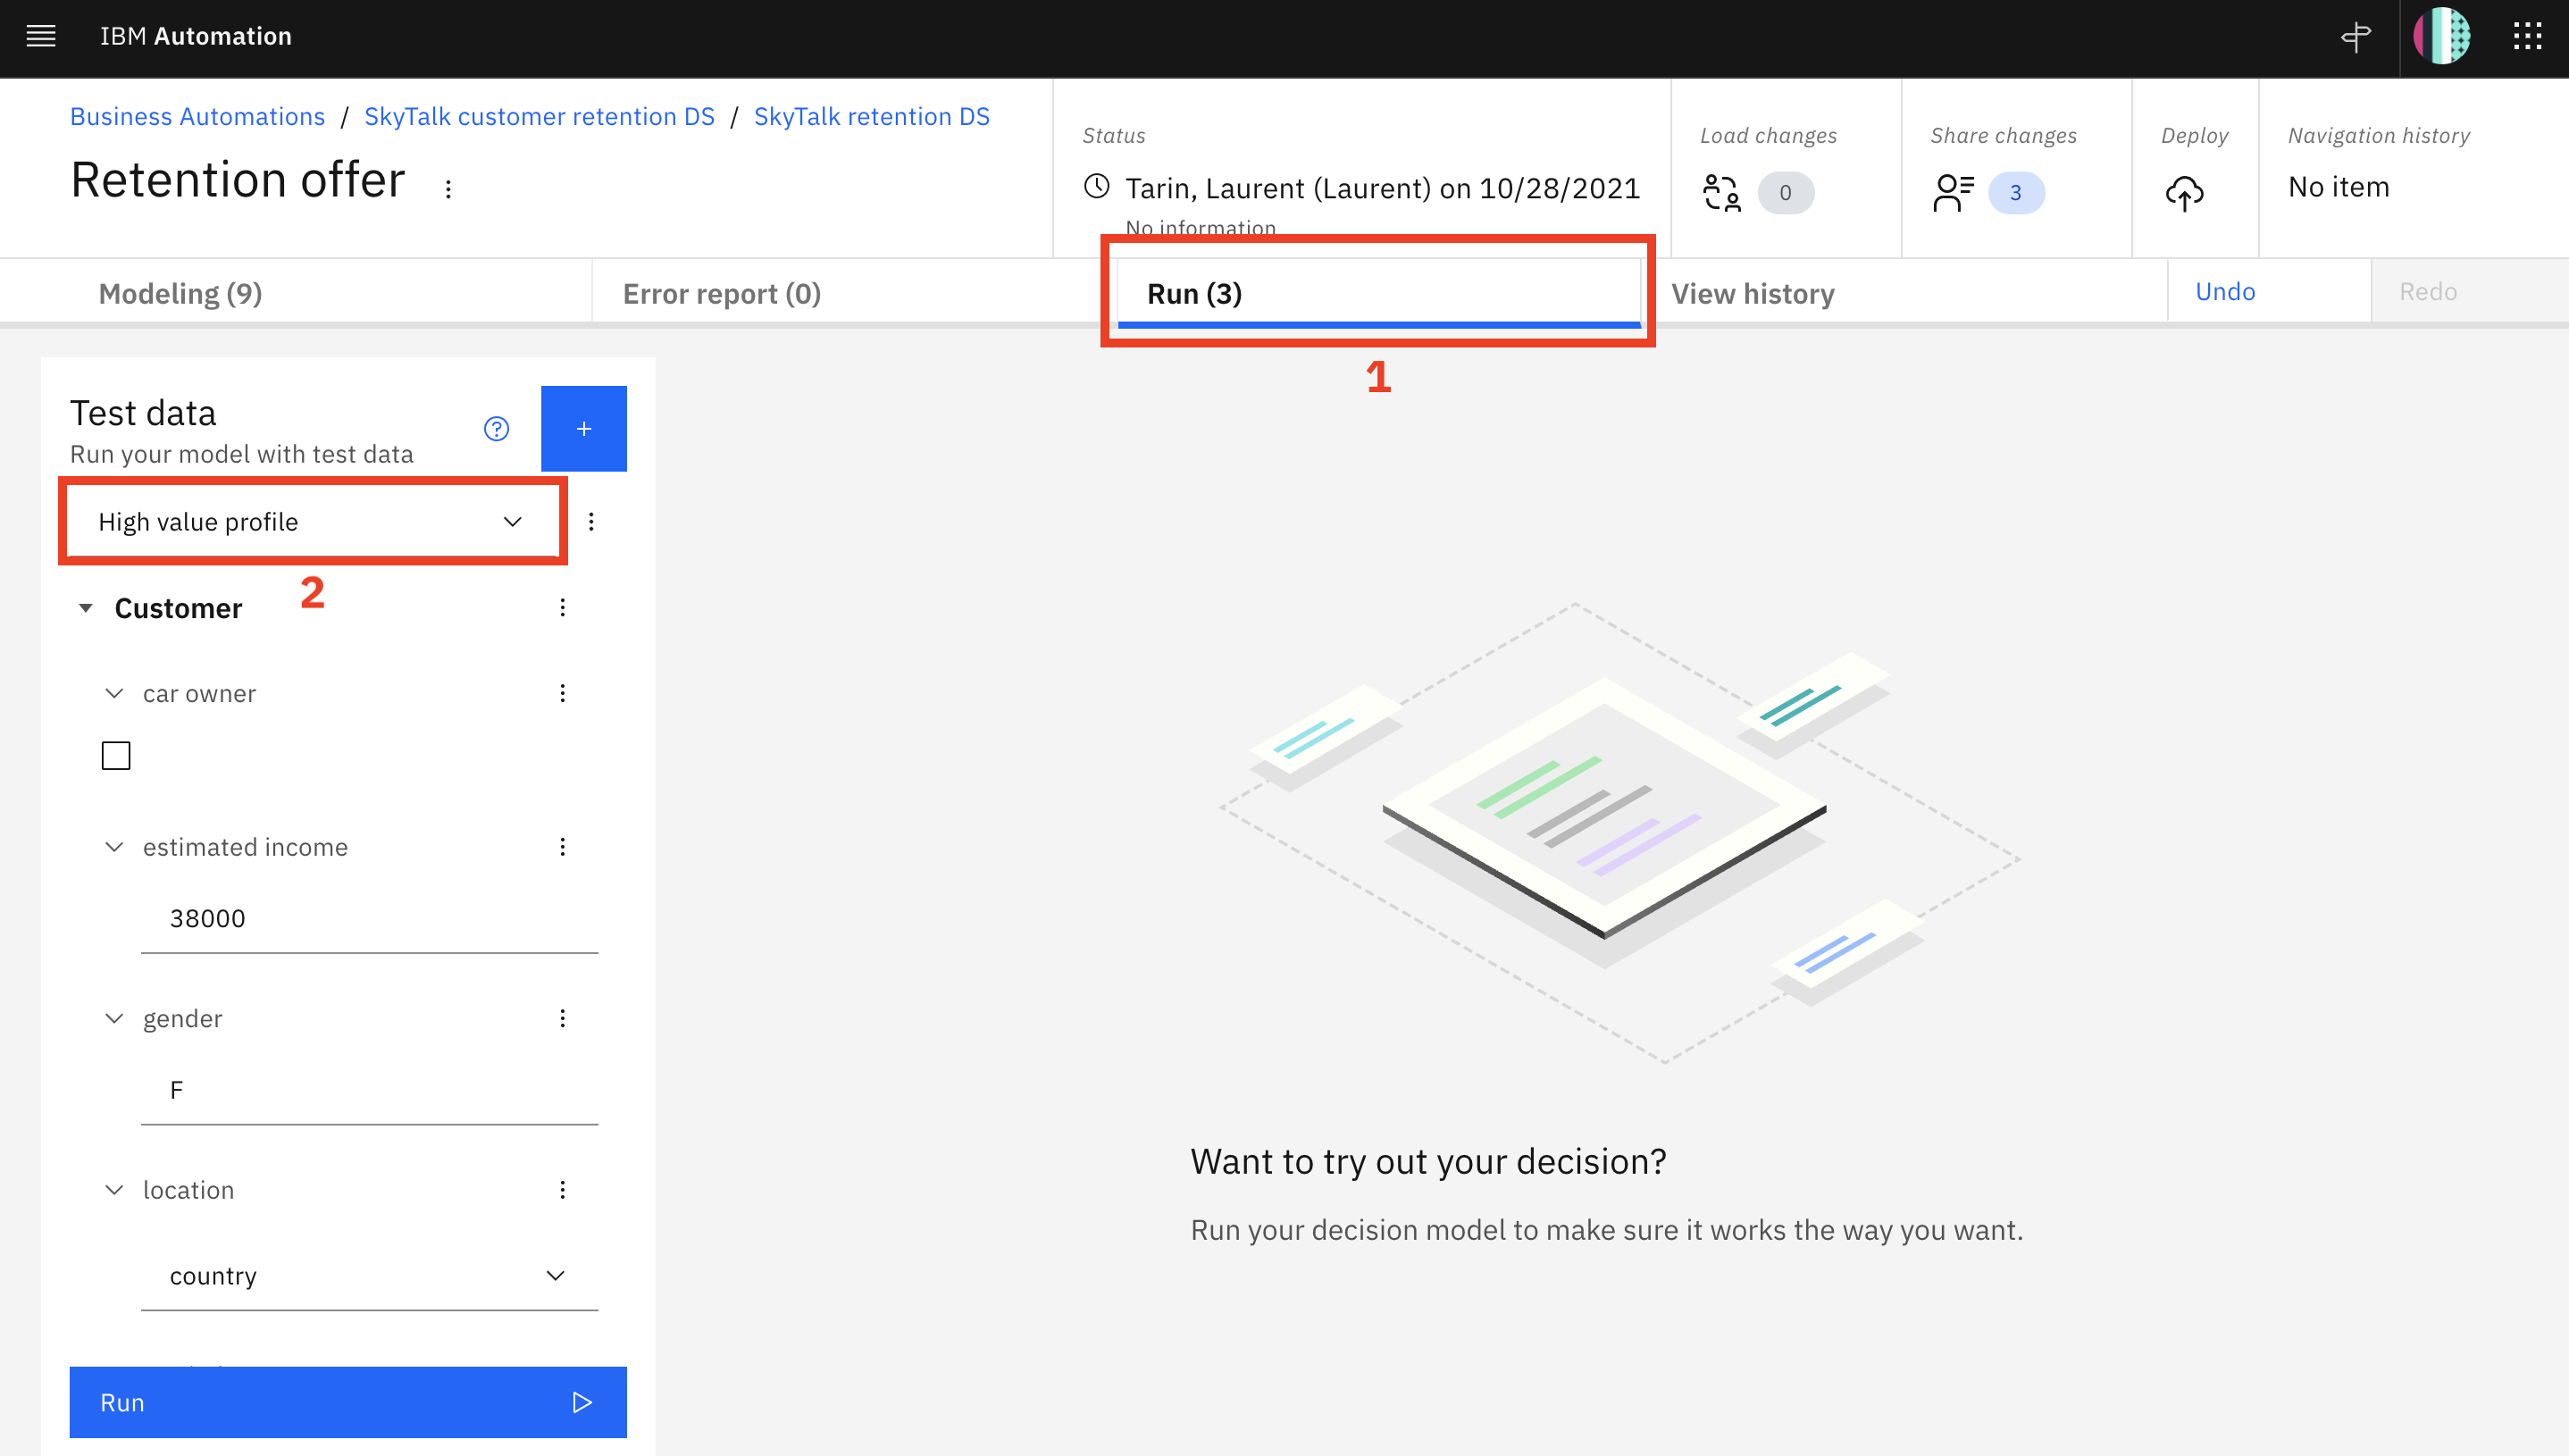 IBM Automation
Business Automations / SkyTalk customer retention DS / SkyTalk retention DS
Retention offer
Status
Tarin, Laurent (Laurent) on 10/28/2021
No information
Load changes
0
Share changes
3
Deploy
Navigation history
No item
Modeling (9)
Error report (0)
Run (3)
View history
Undo
Redo
1
Test data
Run your model with test data
?
+
High value profile
2
Customer
car owner
estimated income
38000
gender
F
location
country
Run
Want to try out your decision?
Run your decision model to make sure it works the way you want.